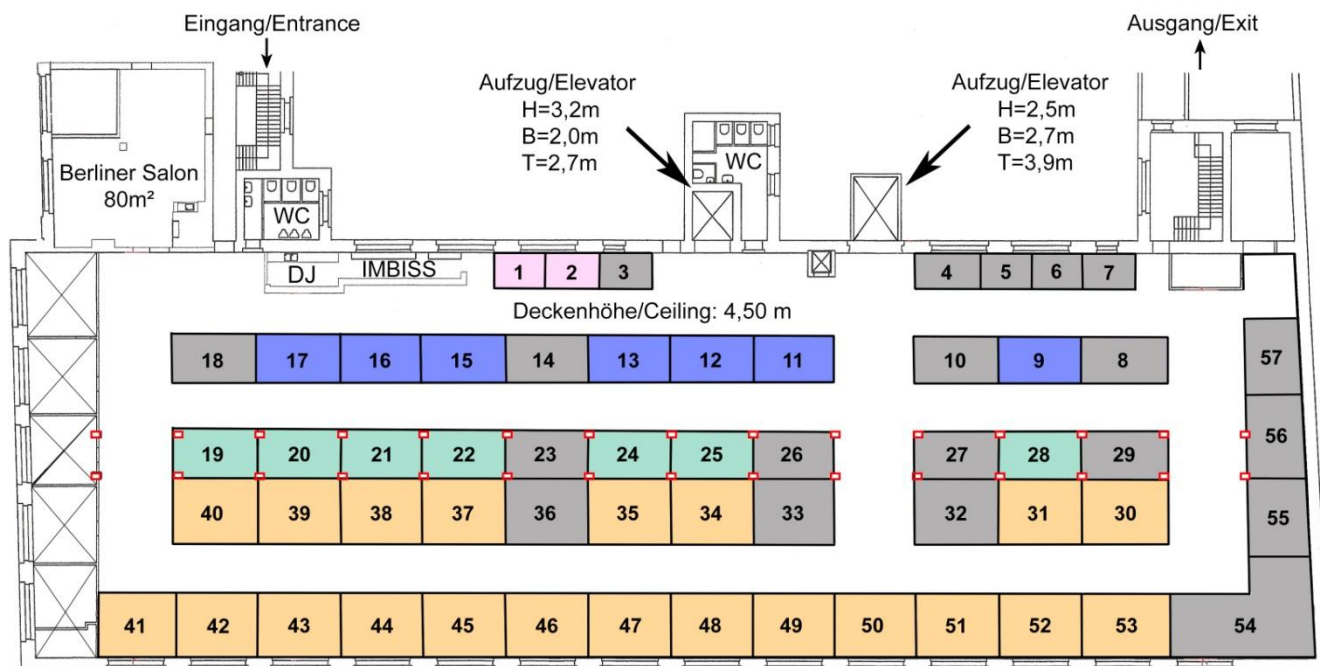 Eingang/Entrance
Ausgang/Exit
Aufzug/Elevator
H=3,2m
B=2,0m
T=2,7m
Aufzug/Elevator
H=2,5m
B=2,7m
T=3,9m
Berliner Salon
80m²
WC
WC
DJ
IMBISS
1 2 3
4 5 6 7
Deckenhöhe/Ceiling: 4,50 m
18 17 16 15 14 13 12 11
10 9 8
57
19 20 21 22 23 24 25 26
27 28 29
56
40 39 38 37 36 35 34 33
32 31 30
55
41 42 43 44 45 46 47 48 49 50 51 52 53 54